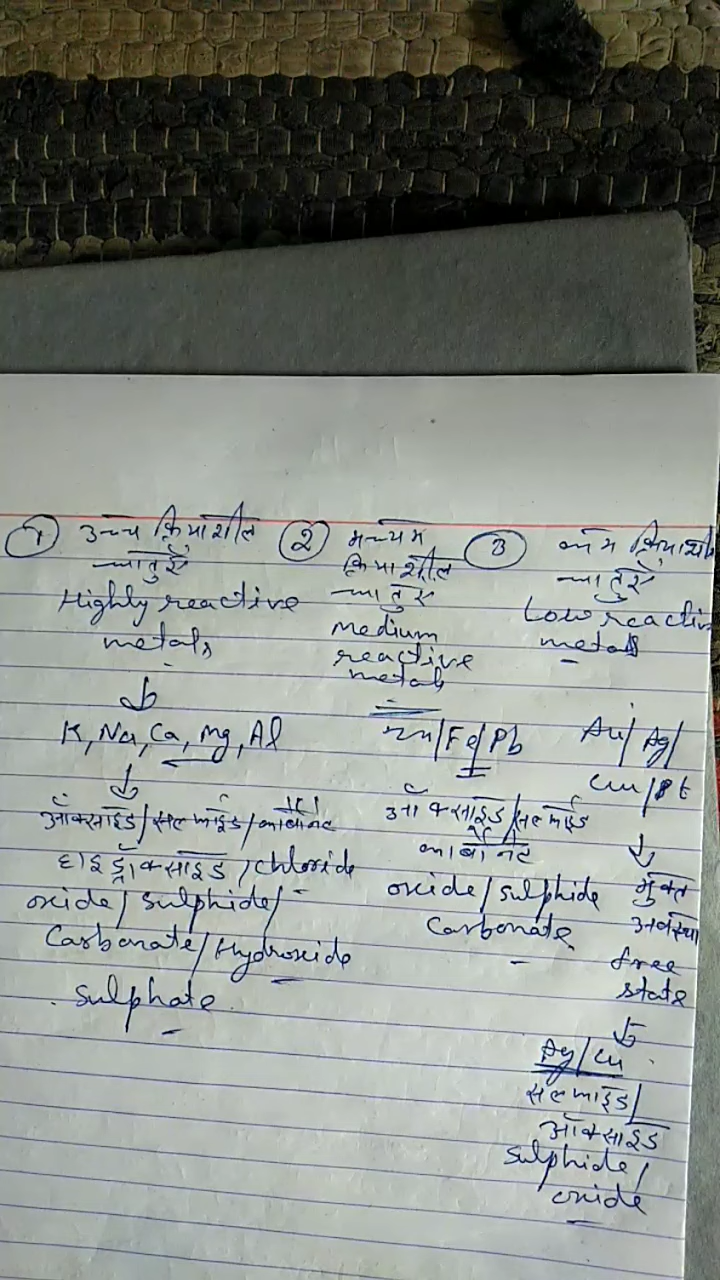 1 उच्च क्रियाशील
धातुएँ
Highly reactive
metals
K, Na, Ca, Mg, Al
ऑक्साइड/सल्फाइड/कार्बोनेट
हाइड्रॉक्साइड, chloride
oxide/sulphide/
Carbonate/Hydroxide
sulphate
2 मध्यम
क्रियाशील
धातुएँ
Medium
reactive
metals
Zn/Fe/Pb
ऑक्साइड/सल्फाइड
कार्बोनेट
oxide/sulphide
Carbonate
3 कम क्रियाशील
धातुएँ
Low reactive
metals
Au/Ag/
Cu/Pt
मुक्त
अवस्था
free
state
Ag/Cu
सल्फाइड/
ऑक्साइड
sulphide/
oxide